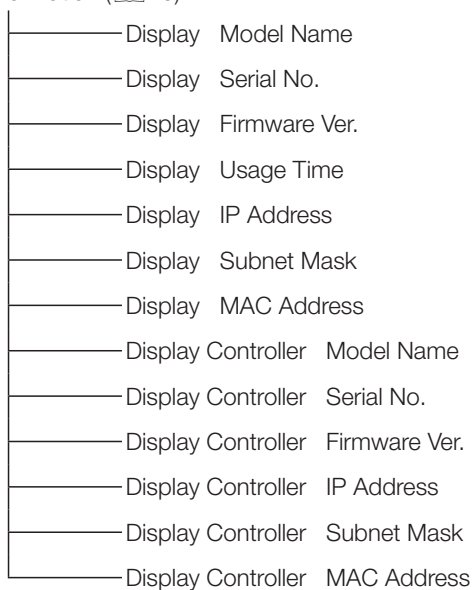 Display Model Name
Display Serial No.
Display Firmware Ver.
Display Usage Time
Display IP Address
Display Subnet Mask
Display MAC Address
Display Controller Model Name
Display Controller Serial No.
Display Controller Firmware Ver.
Display Controller IP Address
Display Controller Subnet Mask
Display Controller MAC Address